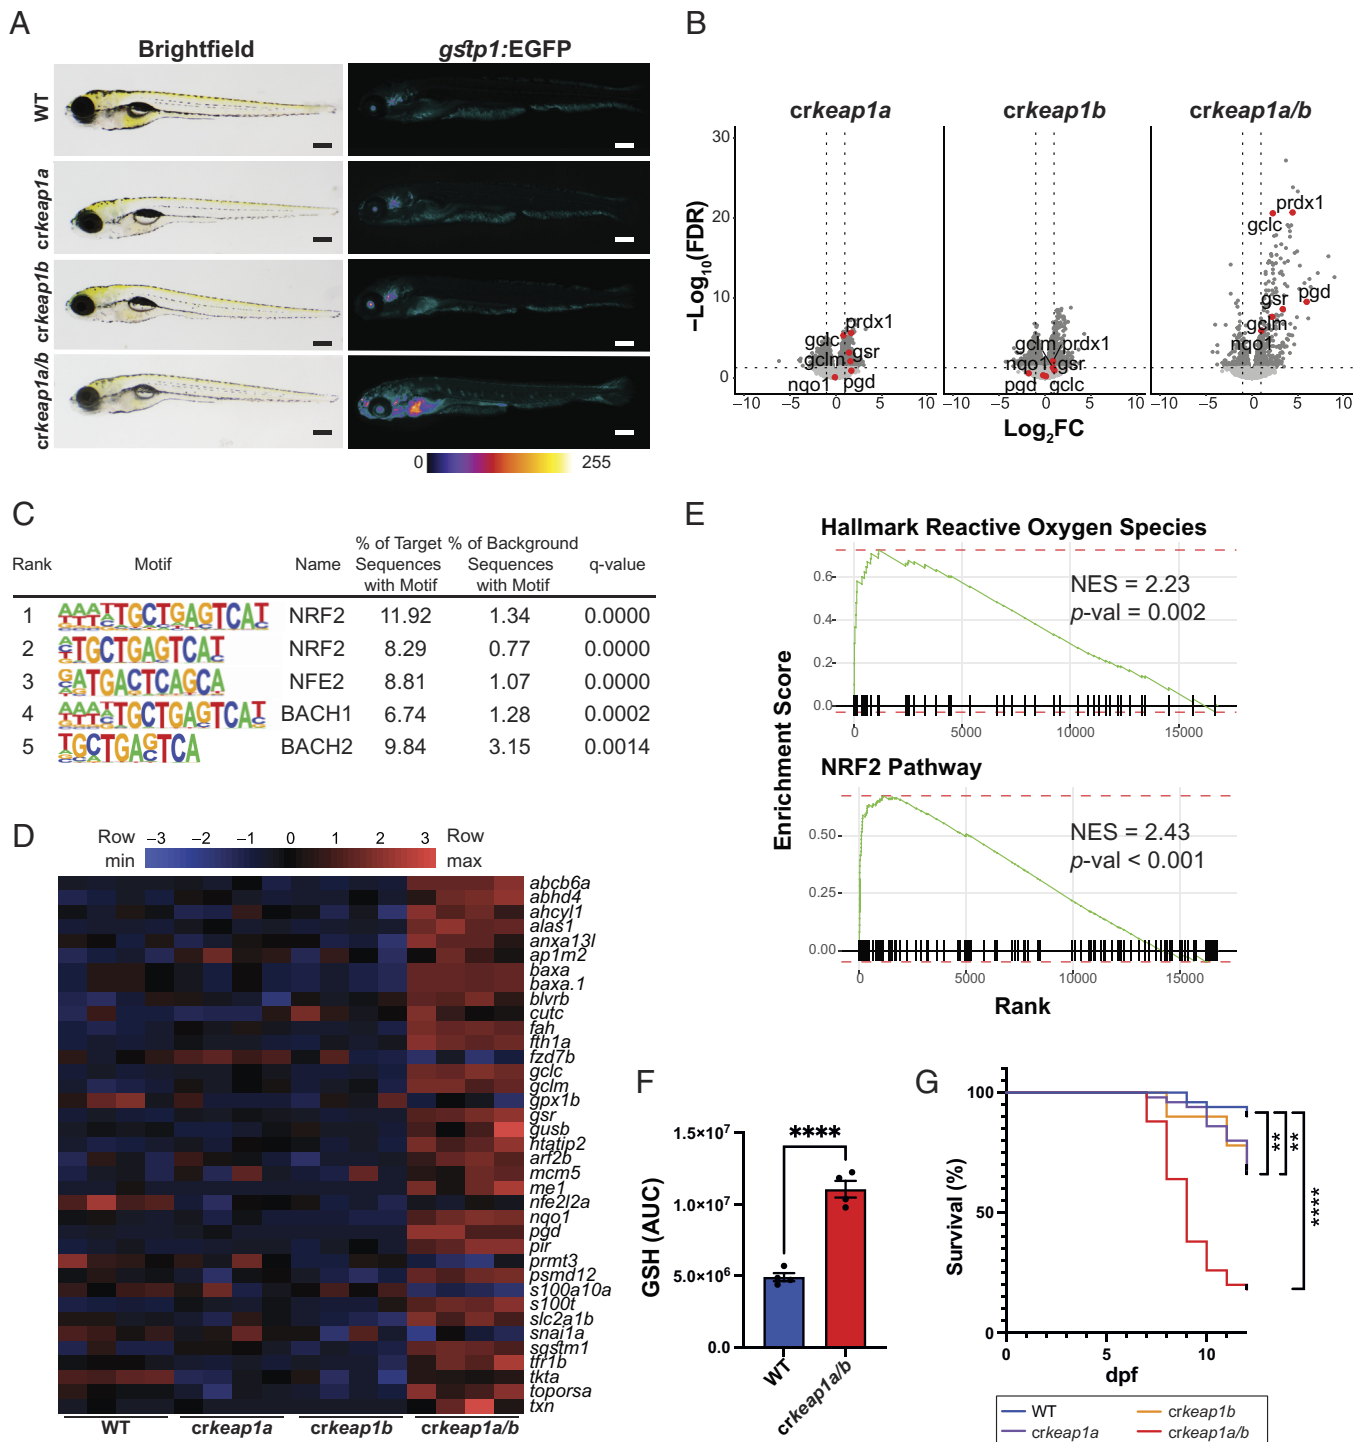 A
Brightfield
gstp1:EGFP
WT
crkeap1a
crkeap1b
crkeap1a/b
0
255
B
crkeap1a
crkeap1b
crkeap1a/b
−Log10(FDR)
30
20
10
0
prdx1
gclc
gsr
gclm
nqo1
pgd
gclm
prdx1
nqo1
gsr
pgd
gclc
prdx1
gclc
gsr
pgd
gclm
nqo1
−10 −5 0 5 10
−10 −5 0 5 10
−10 −5 0 5 10
Log2FC
C
Rank Motif Name % of Target Sequences with Motif % of Background Sequences with Motif q-value
1 NRF2 11.92 1.34 0.0000
2 NRF2 8.29 0.77 0.0000
3 NFE2 8.81 1.07 0.0000
4 BACH1 6.74 1.28 0.0002
5 BACH2 9.84 3.15 0.0014
D
Row min
−3 −2 −1 0 1 2 3
Row max
abcb6a
abhd4
ahcyl1
alas1
anxa13l
ap1m2
baxa
baxa.1
blvrb
cutc
fah
fth1a
fzd7b
gclc
gclm
gpx1b
gsr
gusb
htatip2
arf2b
mcm5
me1
nfe2l2a
nqo1
pgd
pir
prmt3
psmd12
s100a10a
s100t
slc2a1b
snai1a
sqstm1
tfr1b
tkta
toporsa
txn
WT crkeap1a crkeap1b crkeap1a/b
E
Hallmark Reactive Oxygen Species
NES = 2.23
p-val = 0.002
0.6
0.4
0.2
0.0
0 5000 10000 15000
NRF2 Pathway
NES = 2.43
p-val < 0.001
0.50
0.25
0.00
0 5000 10000 15000
Enrichment Score
Rank
F
GSH (AUC)
1.5×10⁷
1.0×10⁷
5.0×10⁶
0.0
****
WT
crkeap1a/b
G
Survival (%)
100
50
0
0 5 10
dpf
**
**
****
WT
crkeap1b
crkeap1a
crkeap1a/b